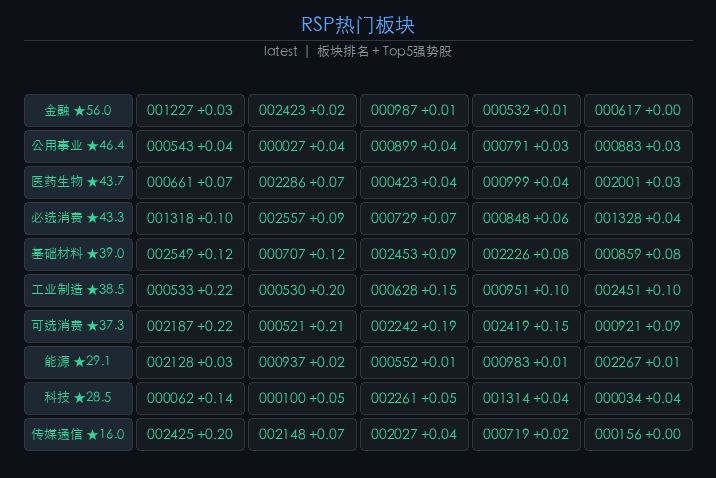 RSP热门板块
latest | 板块排名+Top5强势股
金融 ★56.0 001227 +0.03 002423 +0.02 000987 +0.01 000532 +0.01 000617 +0.00
公用事业 ★46.4 000543 +0.04 000027 +0.04 000899 +0.04 000791 +0.03 000883 +0.03
医药生物 ★43.7 000661 +0.07 002286 +0.07 000423 +0.04 000999 +0.04 002001 +0.03
必选消费 ★43.3 001318 +0.10 002557 +0.09 000729 +0.07 000848 +0.06 001328 +0.04
基础材料 ★39.0 002549 +0.12 000707 +0.12 002453 +0.09 002226 +0.08 000859 +0.08
工业制造 ★38.5 000533 +0.22 000530 +0.20 000628 +0.15 000951 +0.10 002451 +0.10
可选消费 ★37.3 002187 +0.22 000521 +0.21 002242 +0.19 002419 +0.15 000921 +0.09
能源 ★29.1 002128 +0.03 000937 +0.02 000552 +0.01 000983 +0.01 002267 +0.01
科技 ★28.5 000062 +0.14 000100 +0.05 002261 +0.05 001314 +0.04 000034 +0.04
传媒通信 ★16.0 002425 +0.20 002148 +0.07 002027 +0.04 000719 +0.02 000156 +0.00